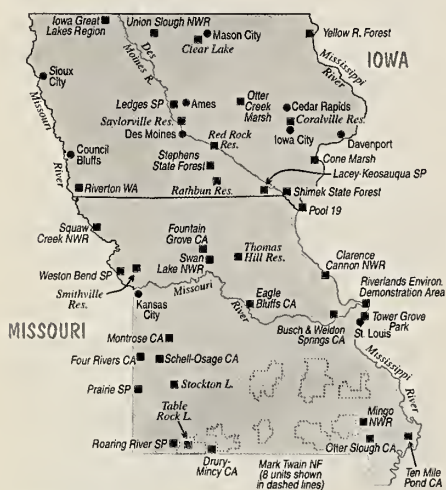 Iowa Great
Lakes Region
Union Slough NWR
Mason City
Clear Lake
Yellow R. Forest
IOWA
Des
Moines R.
Mississippi
River
Sioux
City
Missouri
River
Ledges SP
Ames
Otter
Creek
Marsh
Cedar Rapids
Coralville Res.
Saylorville Res.
Des Moines
Iowa City
Davenport
Red Rock
Res.
Council
Bluffs
Stephens
State Forest
Cone Marsh
Lacey-Keosauqua SP
Rathbun Res.
Riverton WA
Shimek State Forest
Pool 19
Squaw
Creek NWR
Fountain
Grove CA
Swan
Lake NWR
Thomas
Hill Res.
Clarence
Cannon NWR
Weston Bend SP
Smithville
Res.
Missouri
River
Riverlands Environ.
Demonstration Area
Kansas
City
Eagle
Bluffs CA
Tower Grove
Park
St. Louis
Busch & Weldon
Springs CA
MISSOURI
Montrose CA
Mississippi
River
Four Rivers CA
Schell-Osage CA
Prairie SP
Stockton L.
Table
Rock L.
Mingo
NWR
Roaring River SP
Otter Slough CA
Drury-
Mincy CA
Mark Twain NF
(8 units shown
in dashed lines)
Ten Mile
Pond CA